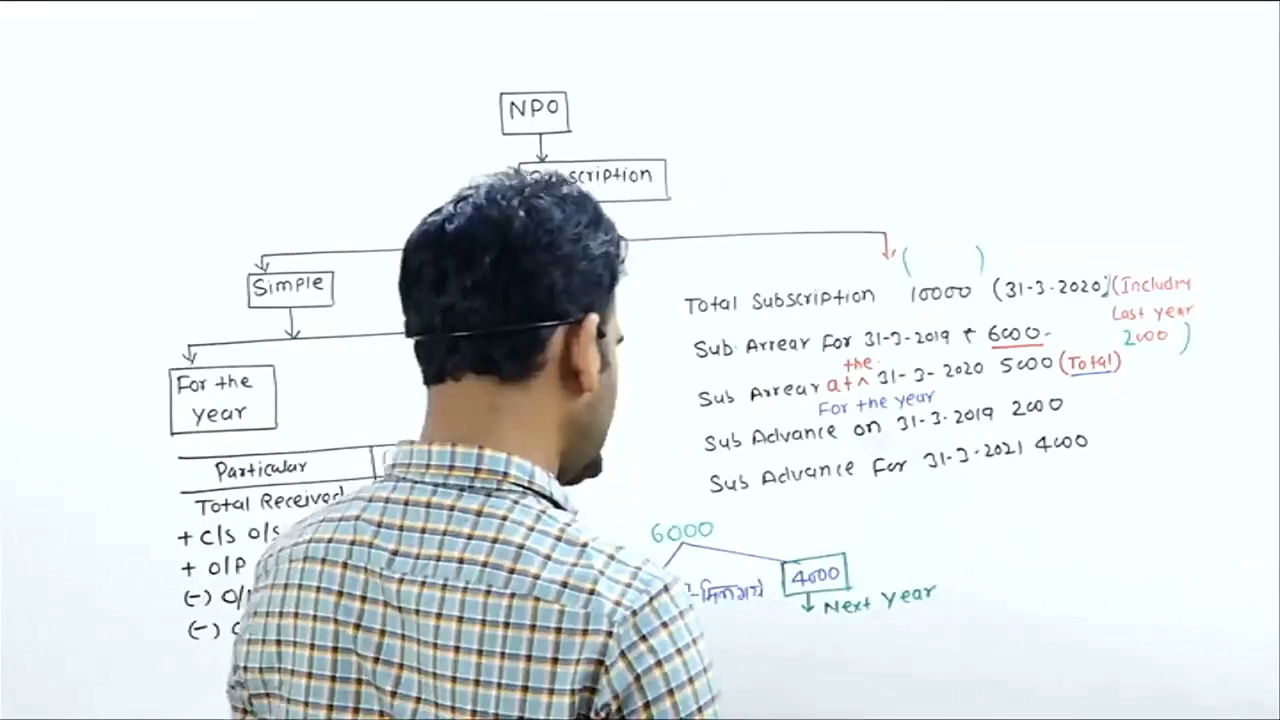 NPO
Subscription
Simple
For the
year
Particular
Total Received
+ c/s o/s
+ o/P
(-)
(-)
( )
Total Subscription 10000 (31-3-2020) (Includry
Last year
2000 )
Sub. Arrear For 31-3-2019 6000
the
Sub Arrear at ^ 31-3-2020 5000 (Total)
For the year
Sub Advance on 31-3-2019 2000
Sub Advance For 31-3-2021 4000
6000
4000
Next year